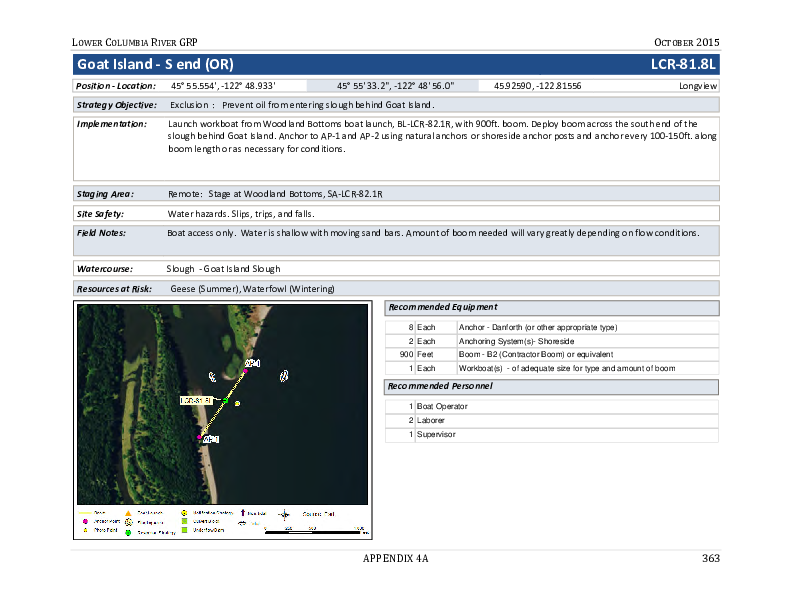 LOWER COLUMBIA RIVER GRP OCTOBER 2015
Goat Island - S end (OR) LCR-81.8L
Position - Location: 45° 55.554', -122° 48.933' 45° 55'33.2", -122° 48'56.0" 45.92590, -122.81556 Longview
Strategy Objective: Exclusion : Prevent oil from entering slough behind Goat Island.
Implementation: Launch workboat from Woodland Bottoms boat launch, BL-LCR-82.1R, with 900ft. boom. Deploy boom across the south end of the
slough behind Goat Island. Anchor to AP-1 and AP-2 using natural anchors or shoreside anchor posts and anchor every 100-150ft. along
boom length or as necessary for conditions.
Staging Area: Remote: Stage at Woodland Bottoms, SA-LCR-82.1R
Site Safety: Water hazards. Slips, trips, and falls.
Field Notes: Boat access only. Water is shallow with moving sand bars. Amount of boom needed will vary greatly depending on flow conditions.
Watercourse: Slough - Goat Island Slough
Resources at Risk: Geese (Summer), Waterfowl (Wintering)
Recommended Equipment
8 Each Anchor - Danforth (or other appropriate type)
2 Each Anchoring System(s)- Shoreside
900 Feet Boom - B2 (Contractor Boom) or equivalent
1 Each Workboat(s) - of adequate size for type and amount of boom
Recommended Personnel
1 Boat Operator
2 Laborer
1 Supervisor
LCR-81.8L
Anchor Point
Photo Point
APPENDIX 4A 363